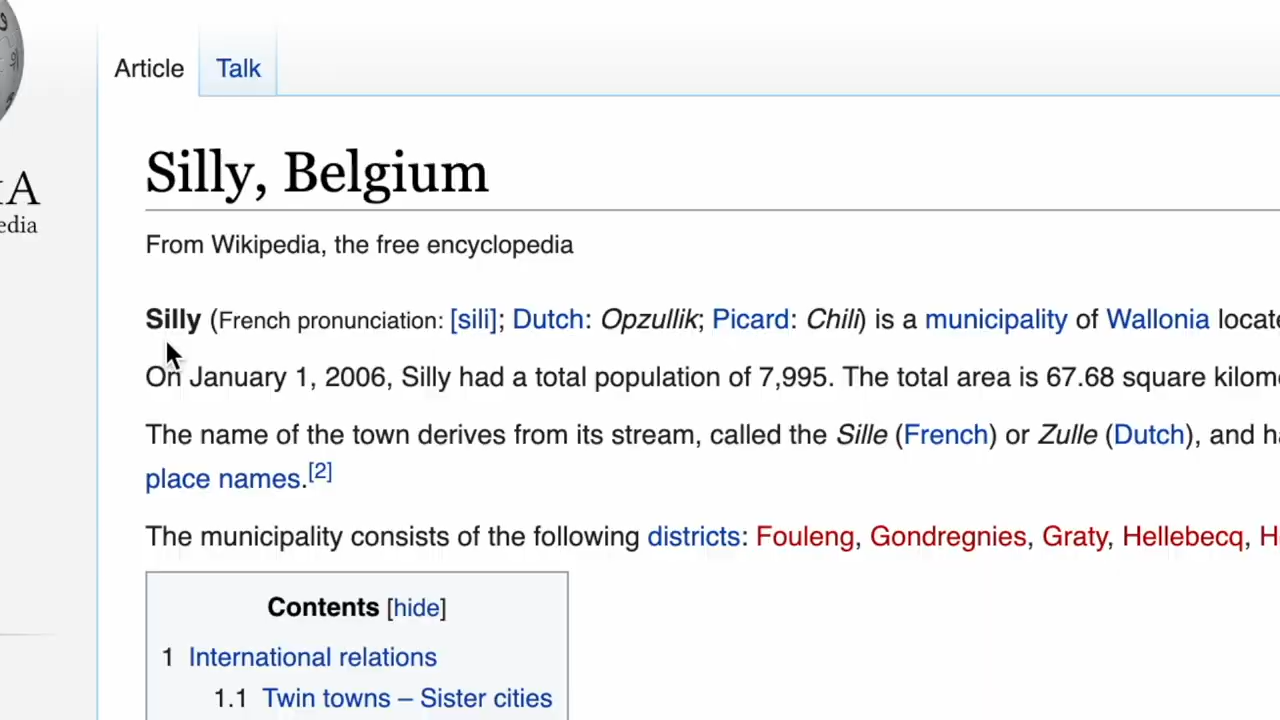 Article Talk
Silly, Belgium
From Wikipedia, the free encyclopedia
Silly (French pronunciation: [sili]; Dutch: Opzullik; Picard: Chili) is a municipality of Wallonia
On January 1, 2006, Silly had a total population of 7,995. The total area is 67.68 square
The name of the town derives from its stream, called the Sille (French) or Zulle (Dutch), and
place names.[2]
The municipality consists of the following districts: Fouleng, Gondregnies, Graty, Hellebecq,
Contents [hide]
1 International relations
1.1 Twin towns – Sister cities